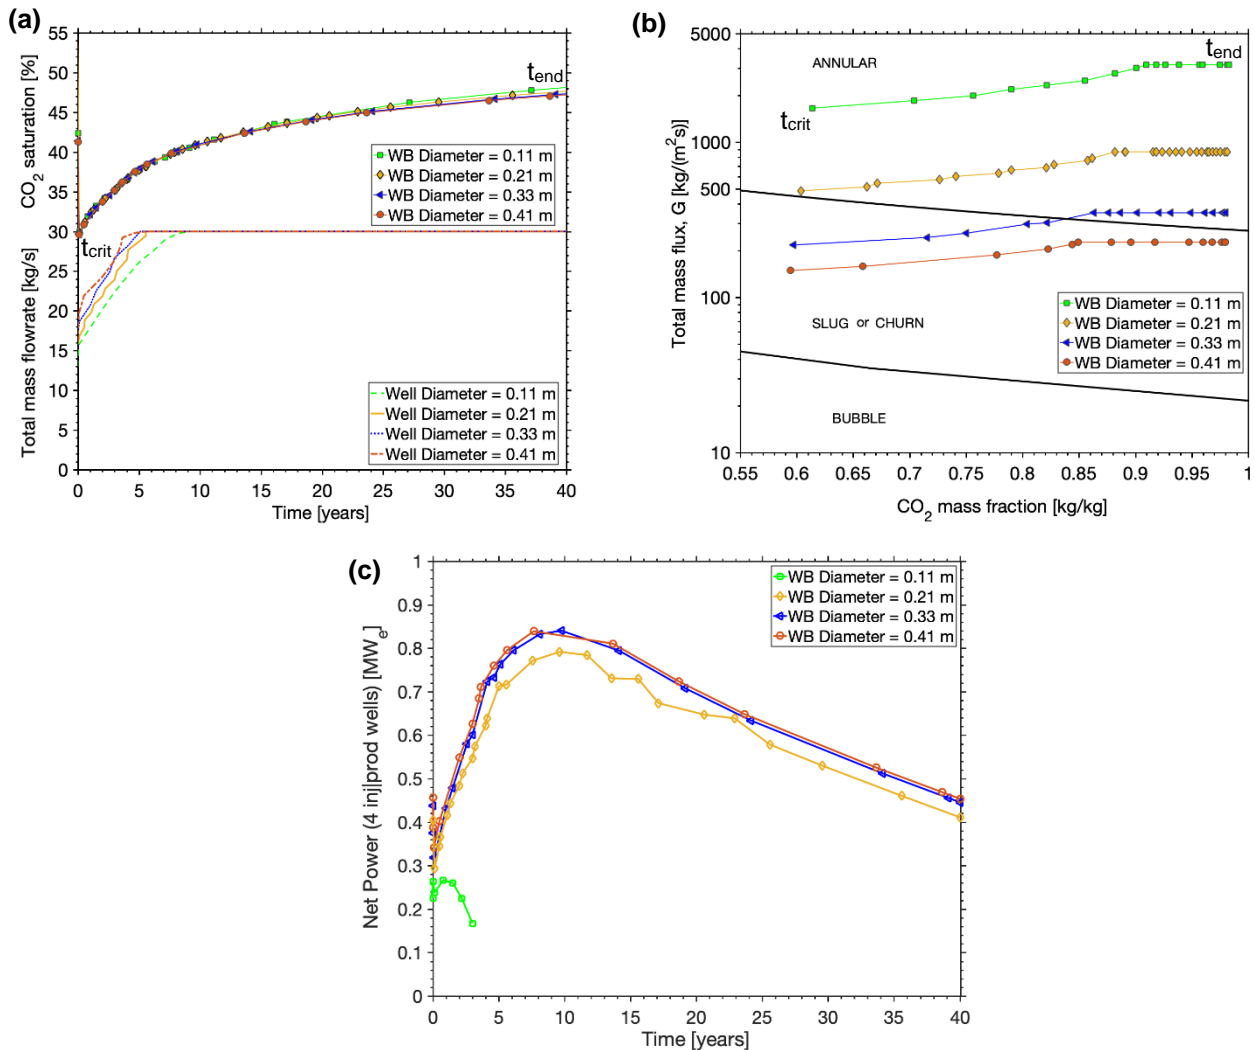 (a)
CO2 saturation [%]
Total mass flowrate [kg/s]
55
50
45
40
35
30
25
20
15
10
5
0
tend
tcrit
WB Diameter = 0.11 m
WB Diameter = 0.21 m
WB Diameter = 0.33 m
WB Diameter = 0.41 m
Well Diameter = 0.11 m
Well Diameter = 0.21 m
Well Diameter = 0.33 m
Well Diameter = 0.41 m
0 5 10 15 20 25 30 35 40
Time [years]
(b)
Total mass flux, G [kg/(m2s)]
5000
1000
500
100
10
ANNULAR
tend
tcrit
SLUG or CHURN
BUBBLE
WB Diameter = 0.11 m
WB Diameter = 0.21 m
WB Diameter = 0.33 m
WB Diameter = 0.41 m
0.55 0.6 0.65 0.7 0.75 0.8 0.85 0.9 0.95 1
CO2 mass fraction [kg/kg]
(c)
Net Power (4 inj|prod wells) [MWe]
1
0.9
0.8
0.7
0.6
0.5
0.4
0.3
0.2
0.1
0
WB Diameter = 0.11 m
WB Diameter = 0.21 m
WB Diameter = 0.33 m
WB Diameter = 0.41 m
0 5 10 15 20 25 30 35 40
Time [years]